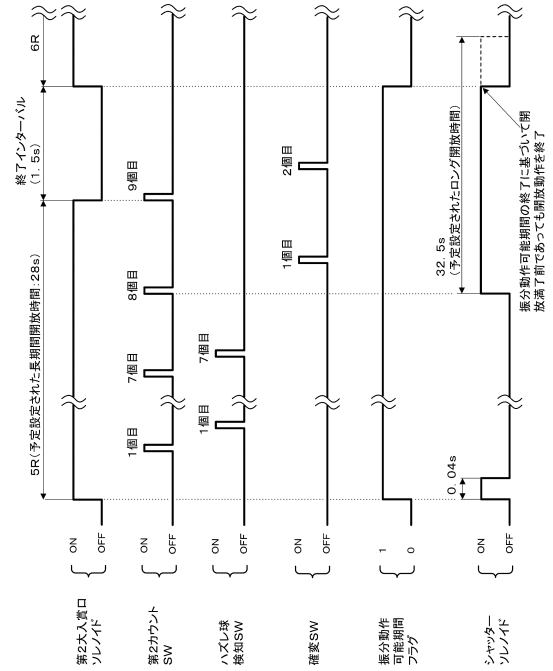 5R(予定設定された長期間開放時間:28s)
終了インターバル
(1.5s)
6R
第2大入賞口
ソレノイド
ON
OFF
第2カウント
SW
ON
OFF
1個目
7個目
8個目
9個目
ハズレ球
検知SW
ON
OFF
1個目
7個目
確変SW
ON
OFF
1個目
2個目
振分動作
可能期間
フラグ
1
0
シャッター
ソレノイド
ON
OFF
0.04s
32.5s
(予定設定されたロング開放時間)
振分動作可能期間の終了に基づいて開
放満了前であっても開放動作を終了